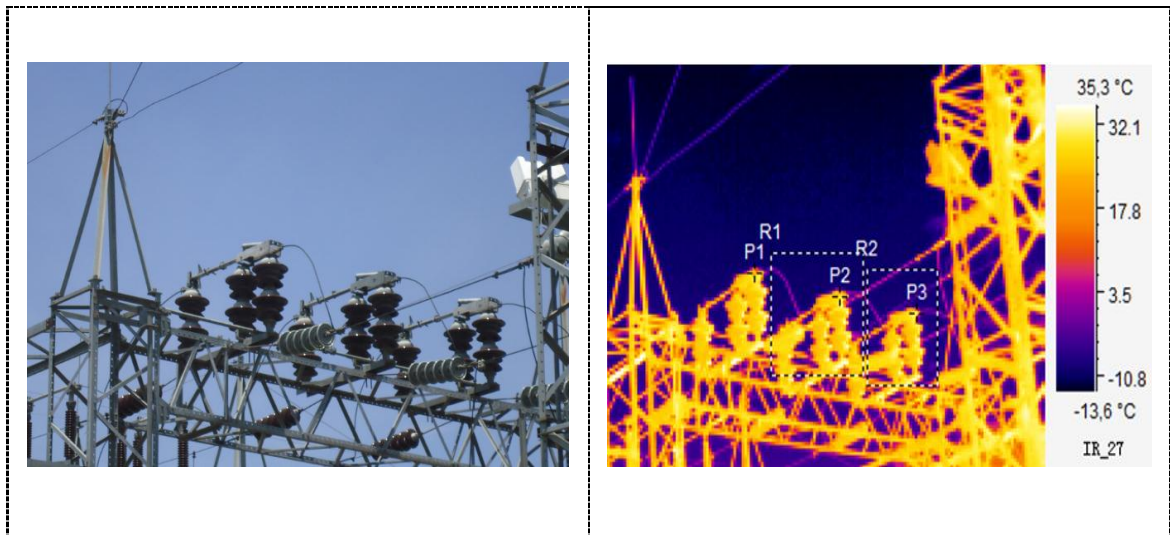 R1
P1
R2
P2
P3
35,3 °C
32.1
17.8
3.5
-10.8
-13,6 °C
IR_27